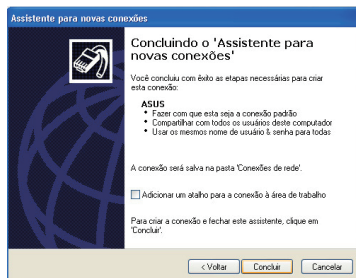 Assistente para novas conexões
Concluindo o 'Assistente para
novas conexões'
Você concluiu com êxito as etapas necessárias para criar
esta conexão:
ASUS
• Fazer com que esta seja a conexão padrão
• Compartilhar com todos os usuários deste computador
• Usar os mesmos nome de usuário & senha para todas
A conexão será salva na pasta 'Conexões de rede'.
Adicionar um atalho para a conexão à área de trabalho
Para criar a conexão e fechar este assistente, clique em
'Concluir'.
< Voltar Concluir Cancelar